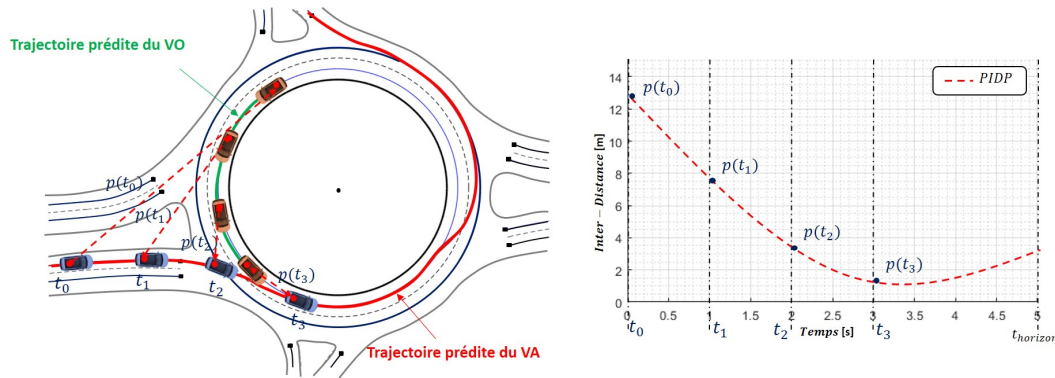 Trajectoire prédite du VO
p(t₀)
p(t₁)
p(t₂)
p(t₃)
t₀
t₁
t₂
t₃
Trajectoire prédite du VA
PIDP
p(t₀)
p(t₁)
p(t₂)
p(t₃)
Inter − Distance [m]
14
12
10
8
6
4
2
0
0 0.5 1 1.5 2 2.5 3 3.5 4 4.5 5
t₀ t₁ t₂ Temps [s] t₃ t_horizon